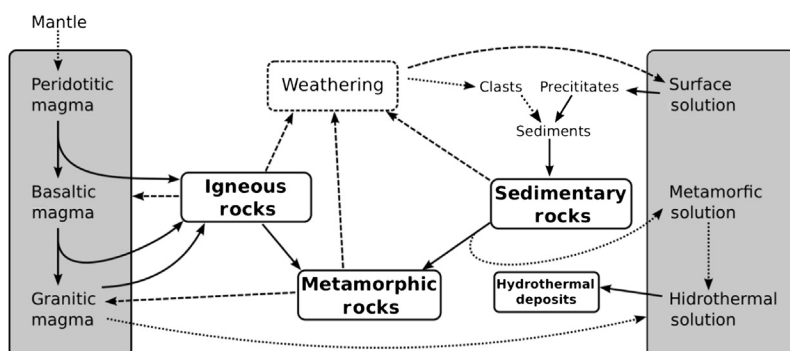 Mantle
Peridotitic
magma
Basaltic
magma
Granitic
magma
Weathering
Igneous
rocks
Metamorphic
rocks
Clasts
Precititates
Sediments
Sedimentary
rocks
Hydrothermal
deposits
Surface
solution
Metamorfic
solution
Hidrothermal
solution